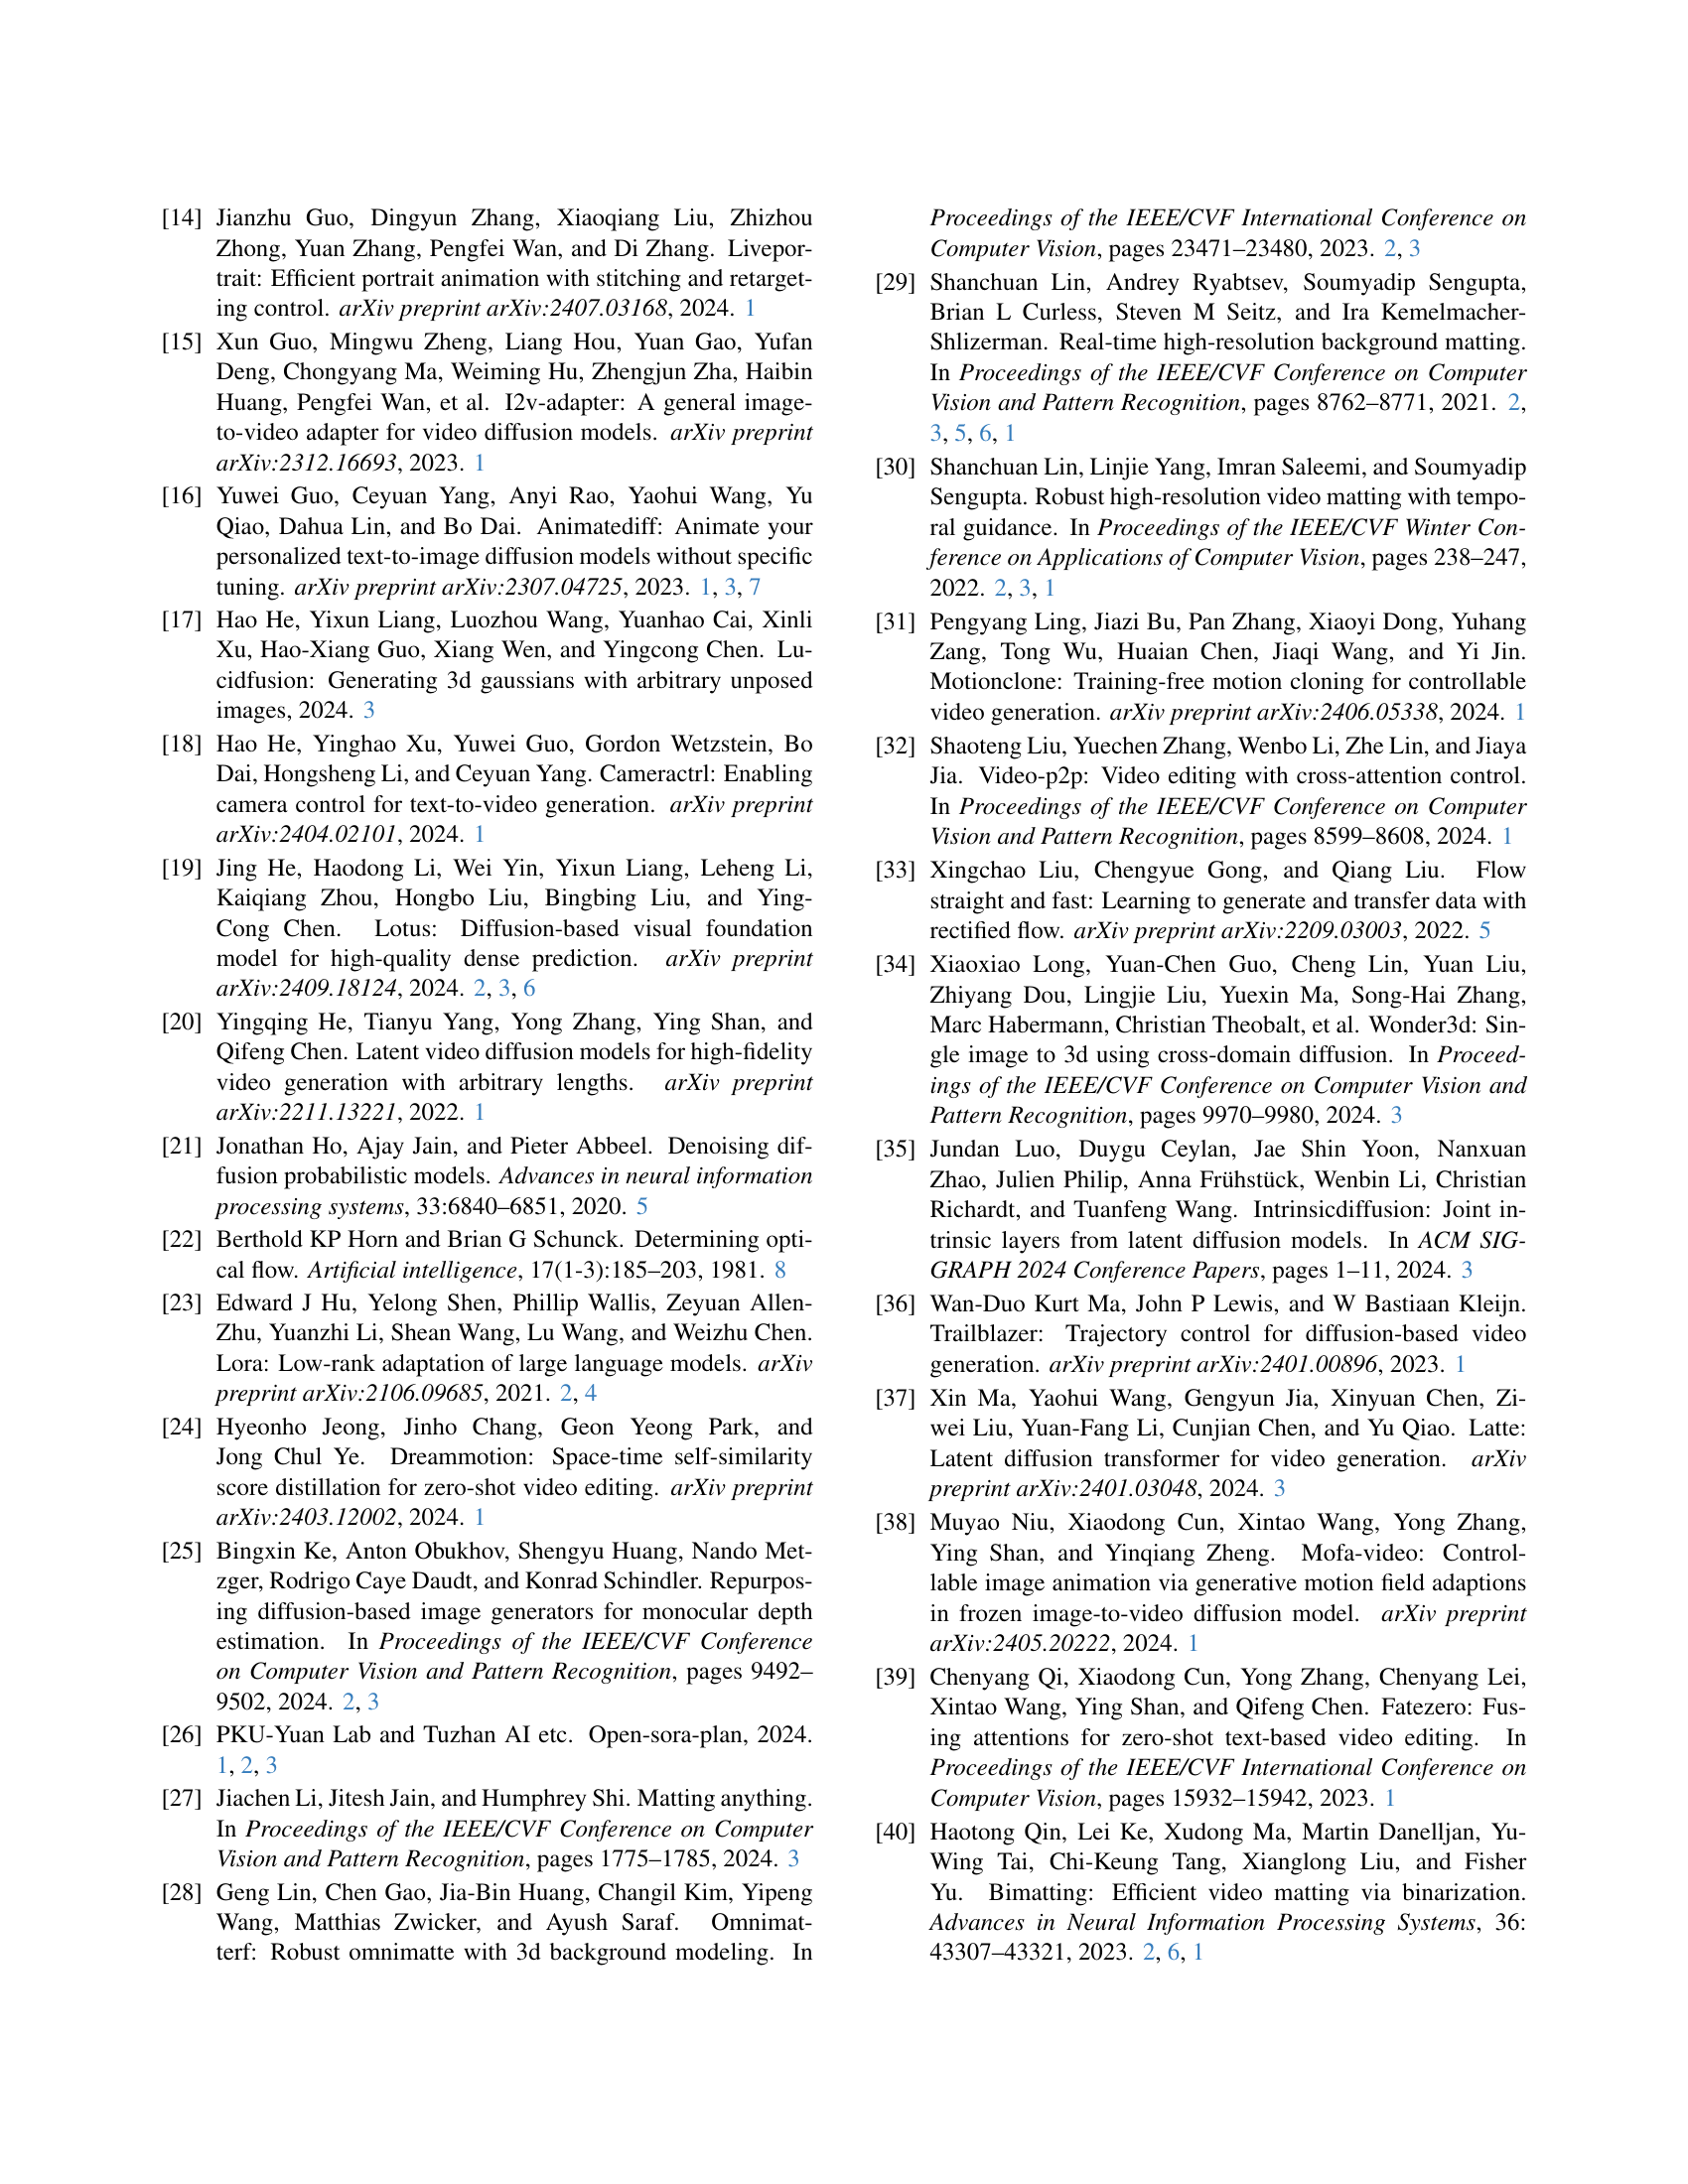 [14] Jianzhu Guo, Dingyun Zhang, Xiaoqiang Liu, Zhizhou
Zhong, Yuan Zhang, Pengfei Wan, and Di Zhang. Livepor-
trait: Efficient portrait animation with stitching and retarget-
ing control. arXiv preprint arXiv:2407.03168, 2024. 1
[15] Xun Guo, Mingwu Zheng, Liang Hou, Yuan Gao, Yufan
Deng, Chongyang Ma, Weiming Hu, Zhengjun Zha, Haibin
Huang, Pengfei Wan, et al. I2v-adapter: A general image-
to-video adapter for video diffusion models. arXiv preprint
arXiv:2312.16693, 2023. 1
[16] Yuwei Guo, Ceyuan Yang, Anyi Rao, Yaohui Wang, Yu
Qiao, Dahua Lin, and Bo Dai. Animatediff: Animate your
personalized text-to-image diffusion models without specific
tuning. arXiv preprint arXiv:2307.04725, 2023. 1, 3, 7
[17] Hao He, Yixun Liang, Luozhou Wang, Yuanhao Cai, Xinli
Xu, Hao-Xiang Guo, Xiang Wen, and Yingcong Chen. Lu-
cidfusion: Generating 3d gaussians with arbitrary unposed
images, 2024. 3
[18] Hao He, Yinghao Xu, Yuwei Guo, Gordon Wetzstein, Bo
Dai, Hongsheng Li, and Ceyuan Yang. Cameractrl: Enabling
camera control for text-to-video generation. arXiv preprint
arXiv:2404.02101, 2024. 1
[19] Jing He, Haodong Li, Wei Yin, Yixun Liang, Leheng Li,
Kaiqiang Zhou, Hongbo Liu, Bingbing Liu, and Ying-
Cong Chen. Lotus: Diffusion-based visual foundation
model for high-quality dense prediction. arXiv preprint
arXiv:2409.18124, 2024. 2, 3, 6
[20] Yingqing He, Tianyu Yang, Yong Zhang, Ying Shan, and
Qifeng Chen. Latent video diffusion models for high-fidelity
video generation with arbitrary lengths. arXiv preprint
arXiv:2211.13221, 2022. 1
[21] Jonathan Ho, Ajay Jain, and Pieter Abbeel. Denoising dif-
fusion probabilistic models. Advances in neural information
processing systems, 33:6840–6851, 2020. 5
[22] Berthold KP Horn and Brian G Schunck. Determining opti-
cal flow. Artificial intelligence, 17(1-3):185–203, 1981. 8
[23] Edward J Hu, Yelong Shen, Phillip Wallis, Zeyuan Allen-
Zhu, Yuanzhi Li, Shean Wang, Lu Wang, and Weizhu Chen.
Lora: Low-rank adaptation of large language models. arXiv
preprint arXiv:2106.09685, 2021. 2, 4
[24] Hyeonho Jeong, Jinho Chang, Geon Yeong Park, and
Jong Chul Ye. Dreammotion: Space-time self-similarity
score distillation for zero-shot video editing. arXiv preprint
arXiv:2403.12002, 2024. 1
[25] Bingxin Ke, Anton Obukhov, Shengyu Huang, Nando Met-
zger, Rodrigo Caye Daudt, and Konrad Schindler. Repurpos-
ing diffusion-based image generators for monocular depth
estimation. In Proceedings of the IEEE/CVF Conference
on Computer Vision and Pattern Recognition, pages 9492–
9502, 2024. 2, 3
[26] PKU-Yuan Lab and Tuzhan AI etc. Open-sora-plan, 2024.
1, 2, 3
[27] Jiachen Li, Jitesh Jain, and Humphrey Shi. Matting anything.
In Proceedings of the IEEE/CVF Conference on Computer
Vision and Pattern Recognition, pages 1775–1785, 2024. 3
[28] Geng Lin, Chen Gao, Jia-Bin Huang, Changil Kim, Yipeng
Wang, Matthias Zwicker, and Ayush Saraf. Omnimat-
terf: Robust omnimatte with 3d background modeling. In
Proceedings of the IEEE/CVF International Conference on
Computer Vision, pages 23471–23480, 2023. 2, 3
[29] Shanchuan Lin, Andrey Ryabtsev, Soumyadip Sengupta,
Brian L Curless, Steven M Seitz, and Ira Kemelmacher-
Shlizerman. Real-time high-resolution background matting.
In Proceedings of the IEEE/CVF Conference on Computer
Vision and Pattern Recognition, pages 8762–8771, 2021. 2,
3, 5, 6, 1
[30] Shanchuan Lin, Linjie Yang, Imran Saleemi, and Soumyadip
Sengupta. Robust high-resolution video matting with tempo-
ral guidance. In Proceedings of the IEEE/CVF Winter Con-
ference on Applications of Computer Vision, pages 238–247,
2022. 2, 3, 1
[31] Pengyang Ling, Jiazi Bu, Pan Zhang, Xiaoyi Dong, Yuhang
Zang, Tong Wu, Huaian Chen, Jiaqi Wang, and Yi Jin.
Motionclone: Training-free motion cloning for controllable
video generation. arXiv preprint arXiv:2406.05338, 2024. 1
[32] Shaoteng Liu, Yuechen Zhang, Wenbo Li, Zhe Lin, and Jiaya
Jia. Video-p2p: Video editing with cross-attention control.
In Proceedings of the IEEE/CVF Conference on Computer
Vision and Pattern Recognition, pages 8599–8608, 2024. 1
[33] Xingchao Liu, Chengyue Gong, and Qiang Liu. Flow
straight and fast: Learning to generate and transfer data with
rectified flow. arXiv preprint arXiv:2209.03003, 2022. 5
[34] Xiaoxiao Long, Yuan-Chen Guo, Cheng Lin, Yuan Liu,
Zhiyang Dou, Lingjie Liu, Yuexin Ma, Song-Hai Zhang,
Marc Habermann, Christian Theobalt, et al. Wonder3d: Sin-
gle image to 3d using cross-domain diffusion. In Proceed-
ings of the IEEE/CVF Conference on Computer Vision and
Pattern Recognition, pages 9970–9980, 2024. 3
[35] Jundan Luo, Duygu Ceylan, Jae Shin Yoon, Nanxuan
Zhao, Julien Philip, Anna Frühstück, Wenbin Li, Christian
Richardt, and Tuanfeng Wang. Intrinsicdiffusion: Joint in-
trinsic layers from latent diffusion models. In ACM SIG-
GRAPH 2024 Conference Papers, pages 1–11, 2024. 3
[36] Wan-Duo Kurt Ma, John P Lewis, and W Bastiaan Kleijn.
Trailblazer: Trajectory control for diffusion-based video
generation. arXiv preprint arXiv:2401.00896, 2023. 1
[37] Xin Ma, Yaohui Wang, Gengyun Jia, Xinyuan Chen, Zi-
wei Liu, Yuan-Fang Li, Cunjian Chen, and Yu Qiao. Latte:
Latent diffusion transformer for video generation. arXiv
preprint arXiv:2401.03048, 2024. 3
[38] Muyao Niu, Xiaodong Cun, Xintao Wang, Yong Zhang,
Ying Shan, and Yinqiang Zheng. Mofa-video: Control-
lable image animation via generative motion field adaptions
in frozen image-to-video diffusion model. arXiv preprint
arXiv:2405.20222, 2024. 1
[39] Chenyang Qi, Xiaodong Cun, Yong Zhang, Chenyang Lei,
Xintao Wang, Ying Shan, and Qifeng Chen. Fatezero: Fus-
ing attentions for zero-shot text-based video editing. In
Proceedings of the IEEE/CVF International Conference on
Computer Vision, pages 15932–15942, 2023. 1
[40] Haotong Qin, Lei Ke, Xudong Ma, Martin Danelljan, Yu-
Wing Tai, Chi-Keung Tang, Xianglong Liu, and Fisher
Yu. Bimatting: Efficient video matting via binarization.
Advances in Neural Information Processing Systems, 36:
43307–43321, 2023. 2, 6, 1